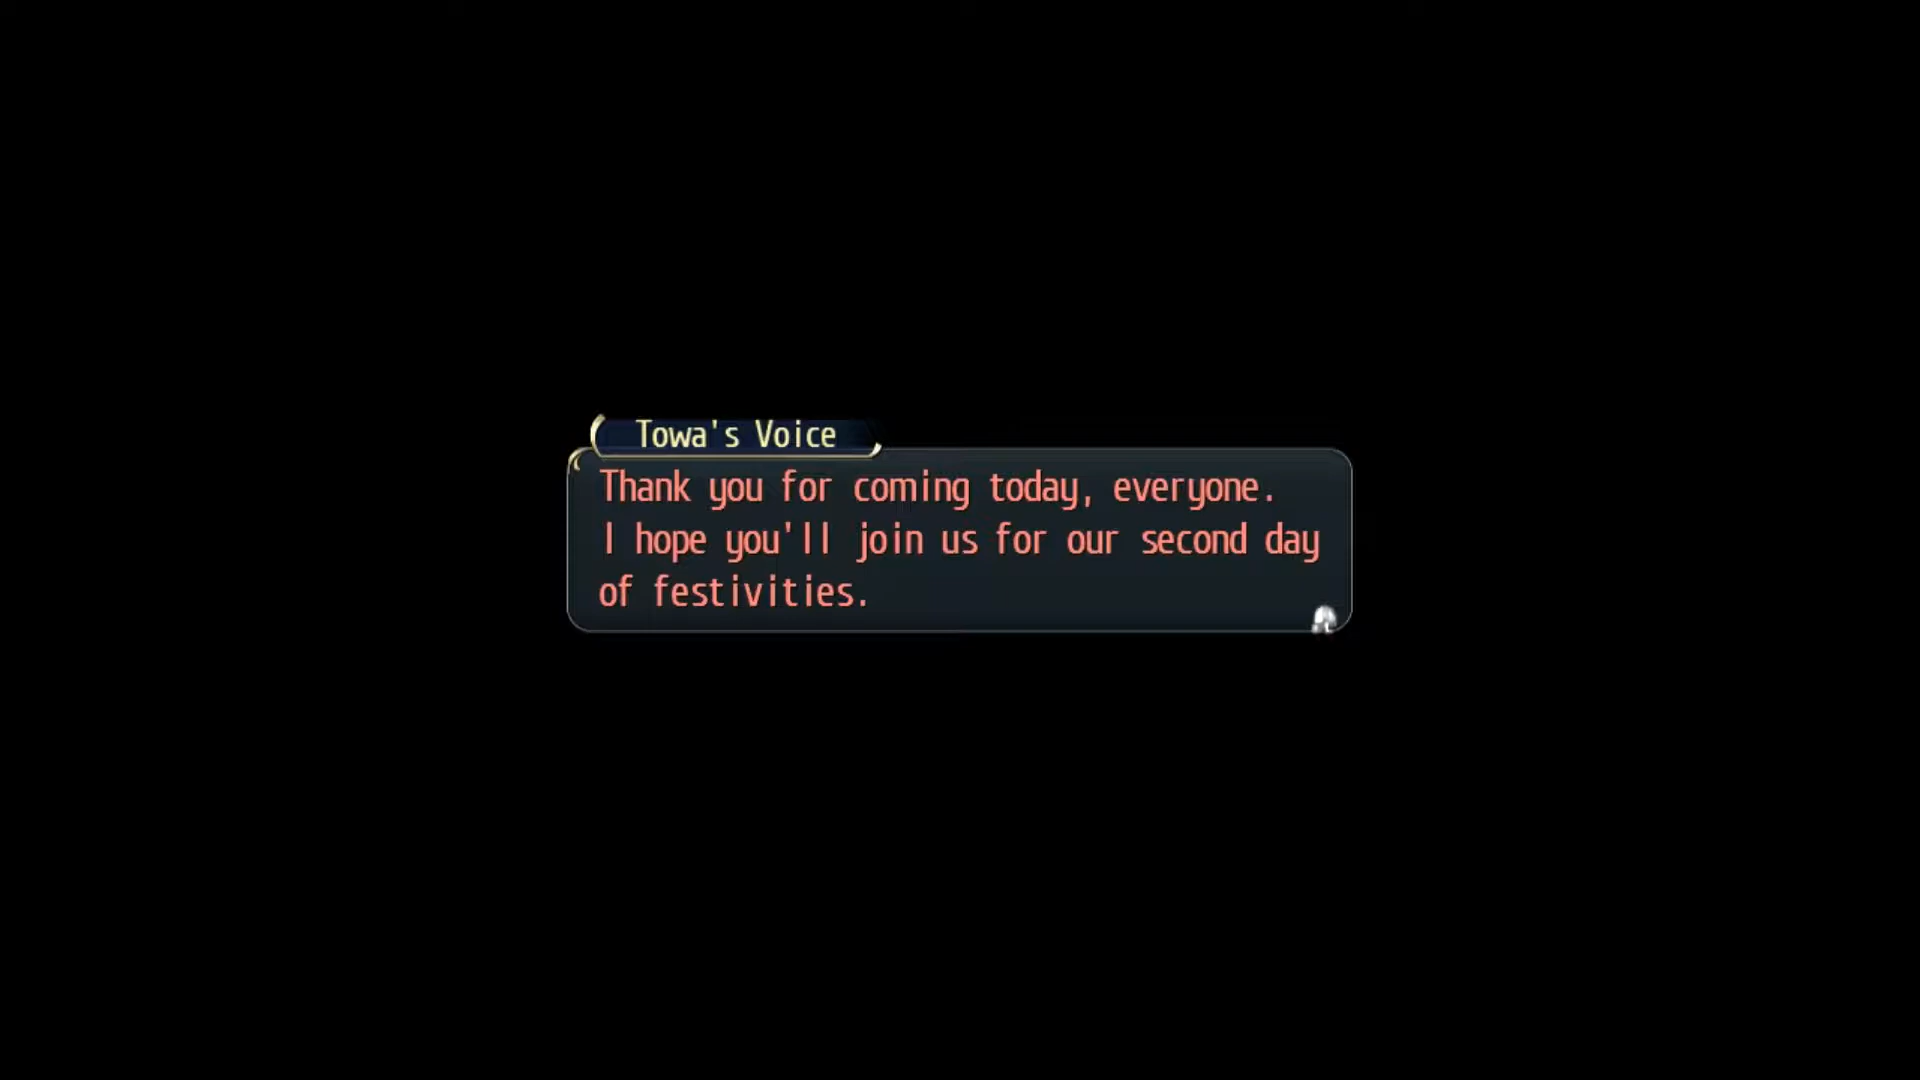 Towa's Voice
Thank you for coming today, everyone.
I hope you'll join us for our second day
of festivities.